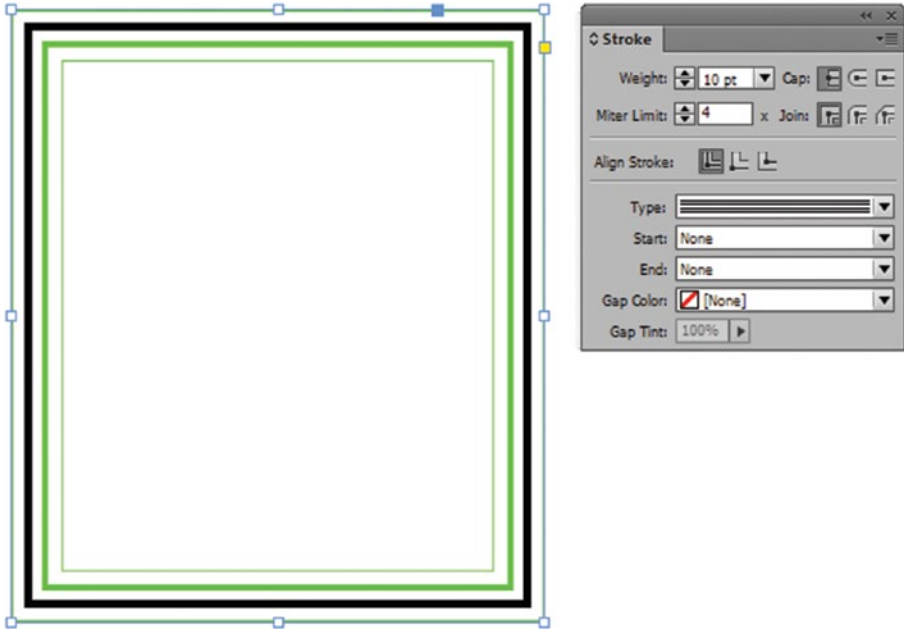 Stroke
Weight: 10 pt Cap:
Miter Limit: 4 x Join:
Align Stroke:
Type:
Start: None
End: None
Gap Color: [None]
Gap Tint: 100%